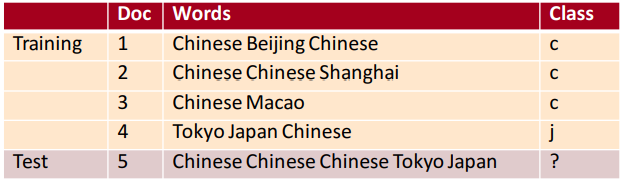 Doc Words Class
Training 1 Chinese Beijing Chinese c
2 Chinese Chinese Shanghai c
3 Chinese Macao c
4 Tokyo Japan Chinese j
Test 5 Chinese Chinese Chinese Tokyo Japan ?